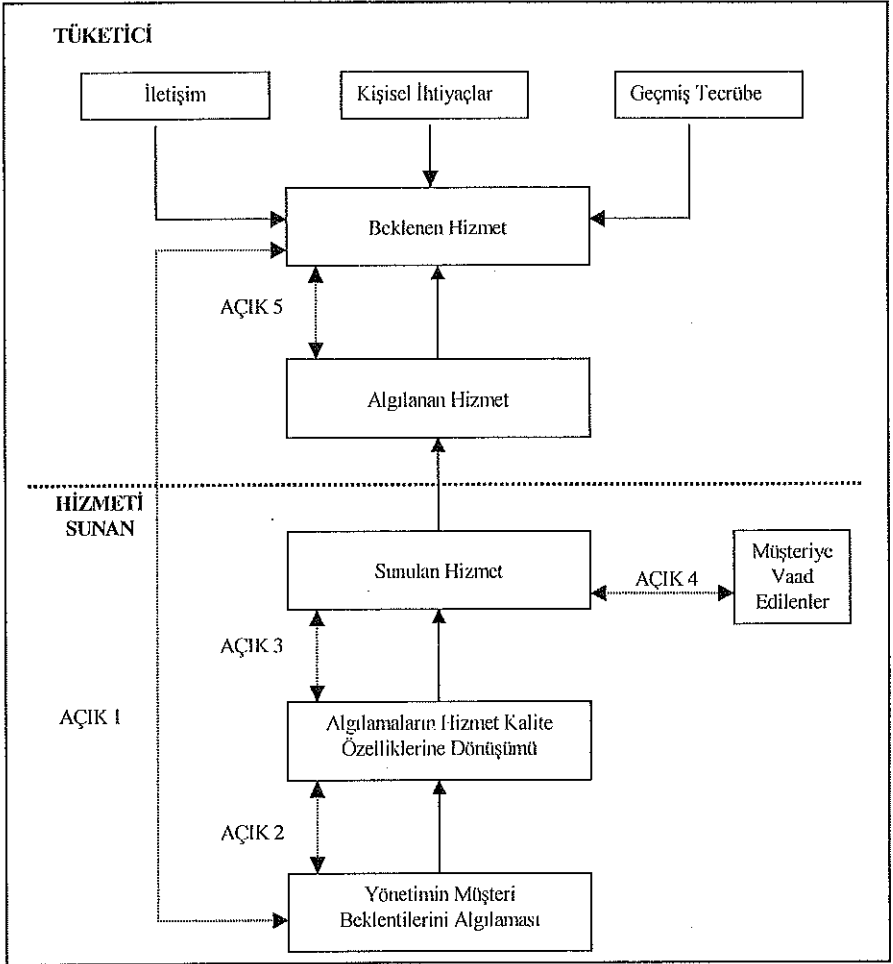 TÜKETİCİ
İletişim
Kişisel İhtiyaçlar
Geçmiş Tecrübe
Beklenen Hizmet
AÇIK 5
Algılanan Hizmet
HİZMETİ
SUNAN
Sunulan Hizmet
AÇIK 4
Müşteriye
Vaad
Edilenler
AÇIK 3
AÇIK 1
Algılamaların Hizmet Kalite
Özelliklerine Dönüşümü
AÇIK 2
Yönetimin Müşteri
Beklentilerini Algılaması